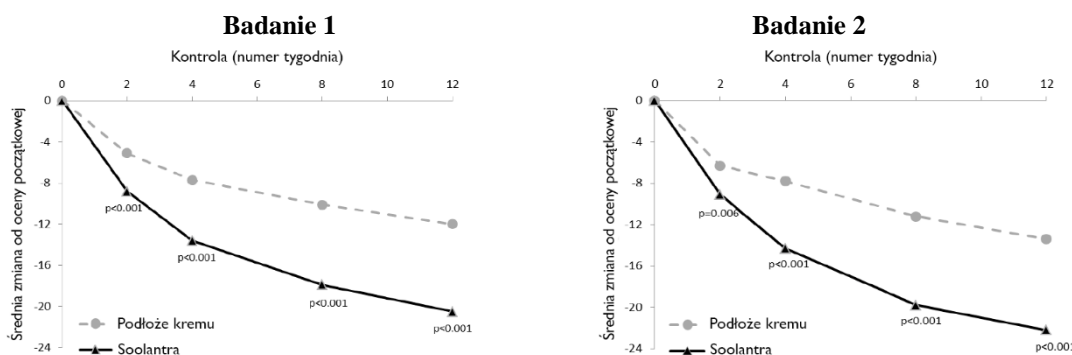 Badanie 1
Kontrola (numer tygodnia)
0 2 4 6 8 10 12
Średnia zmiana od oceny początkowej
0
-4
-8
-12
-16
-20
-24
p<0.001
p<0.001
p<0.001
p<0.001
Podłoże kremu
Soolantra
Badanie 2
Kontrola (numer tygodnia)
0 2 4 6 8 10 12
Średnia zmiana od oceny początkowej
0
-4
-8
-12
-16
-20
-24
p=0.006
p<0.001
p<0.001
p<0.001
Podłoże kremu
Soolantra